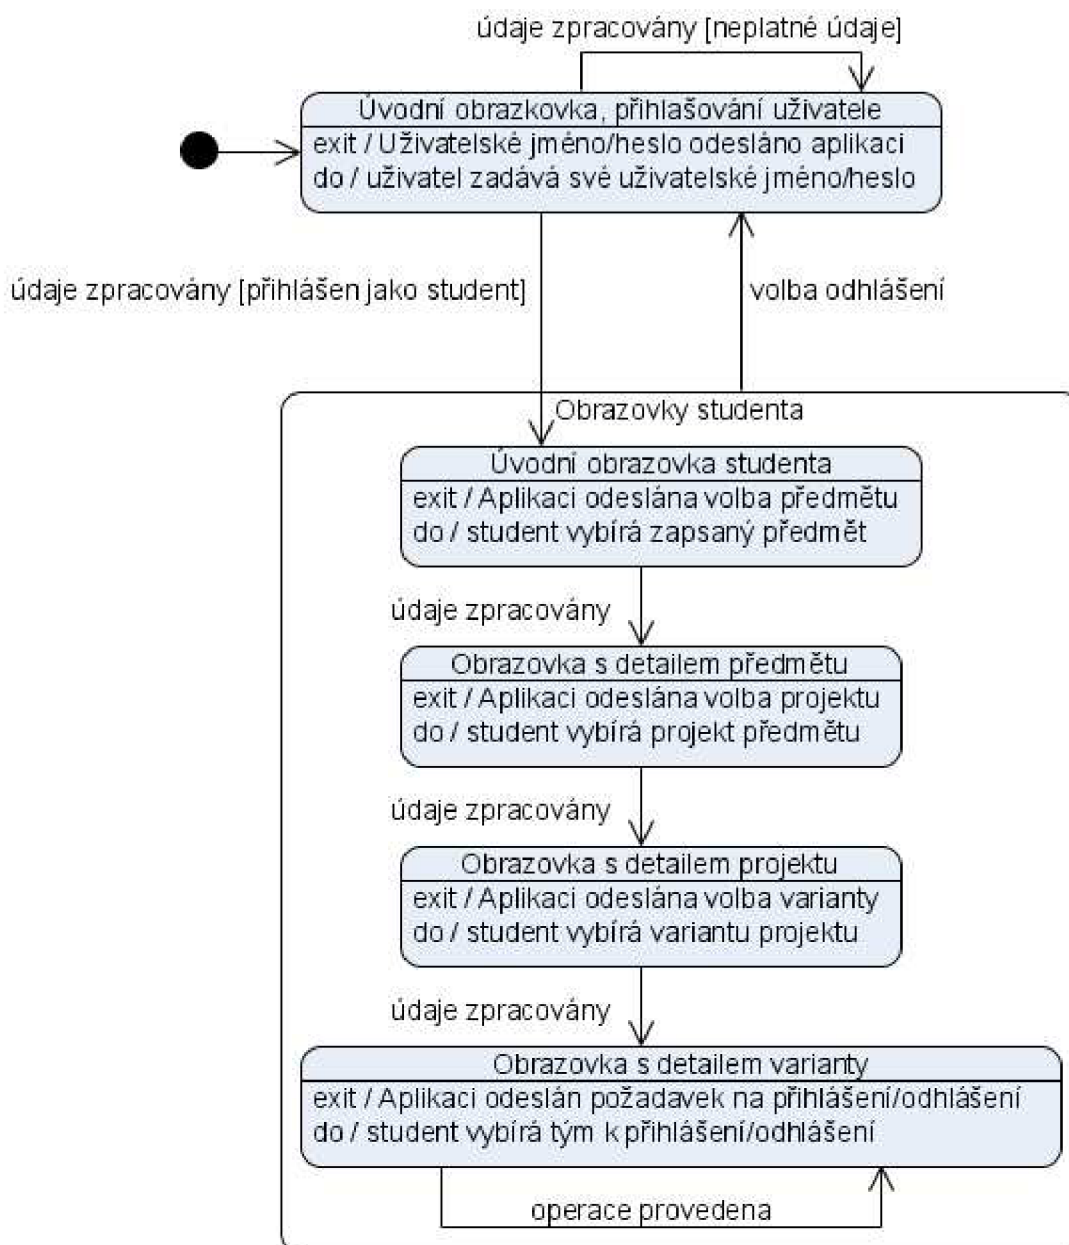 údaje zpracovány [neplatné údaje]
Úvodní obrazkovka, přihlašování uživatele
exit / Uživatelské jméno/heslo odesláno aplikaci
do / uživatel zadává své uživatelské jméno/heslo
údaje zpracovány [přihlášen jako student]
volba odhlášení
Obrazovky studenta
Úvodní obrazovka studenta
exit / Aplikaci odeslána volba předmětu
do / student vybírá zapsaný předmět
údaje zpracovány
Obrazovka s detailem předmětu
exit / Aplikaci odeslána volba projektu
do / student vybírá projekt předmětu
údaje zpracovány
Obrazovka s detailem projektu
exit / Aplikaci odeslána volba varianty
do / student vybírá variantu projektu
údaje zpracovány
Obrazovka s detailem varianty
exit / Aplikaci odeslán požadavek na přihlášení/odhlášení
do / student vybírá tým k přihlášení/odhlášení
operace provedena